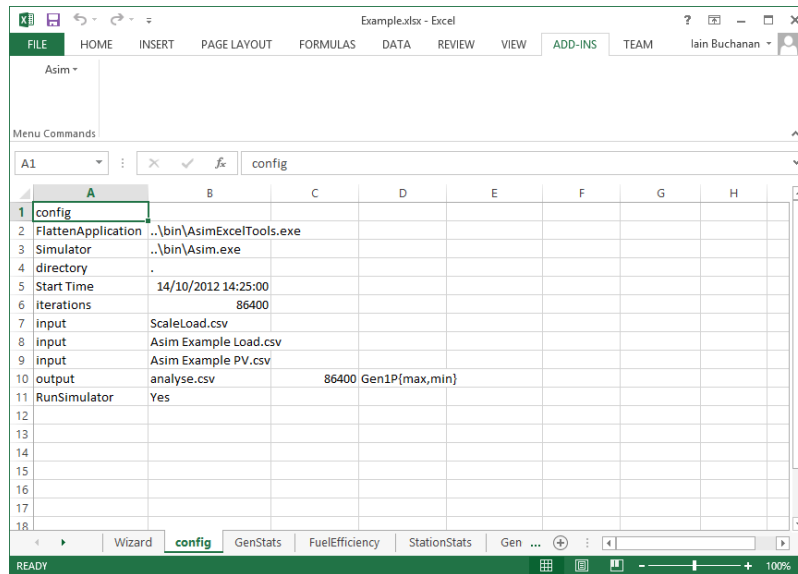 Example.xlsx - Excel
?
FILE HOME INSERT PAGE LAYOUT FORMULAS DATA REVIEW VIEW ADD-INS TEAM Iain Buchanan
Asim
Menu Commands
A1 fx config
A B C D E F G H
1 config
2 FlattenApplication ..\bin\AsimExcelTools.exe
3 Simulator ..\bin\Asim.exe
4 directory .
5 Start Time 14/10/2012 14:25:00
6 iterations 86400
7 input ScaleLoad.csv
8 input Asim Example Load.csv
9 input Asim Example PV.csv
10 output analyse.csv 86400 Gen1P{max,min}
11 RunSimulator Yes
12
13
14
15
16
17
18
Wizard config GenStats FuelEfficiency StationStats Gen ...
READY 100%